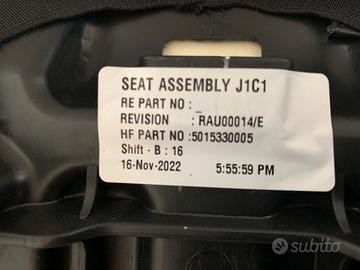 SEAT ASSEMBLY J1C1
RE PART NO : _
REVISION : RAU00014/E
HF PART NO :5015330005
Shift - B : 16
16-Nov-2022 5:55:59 PM
subito